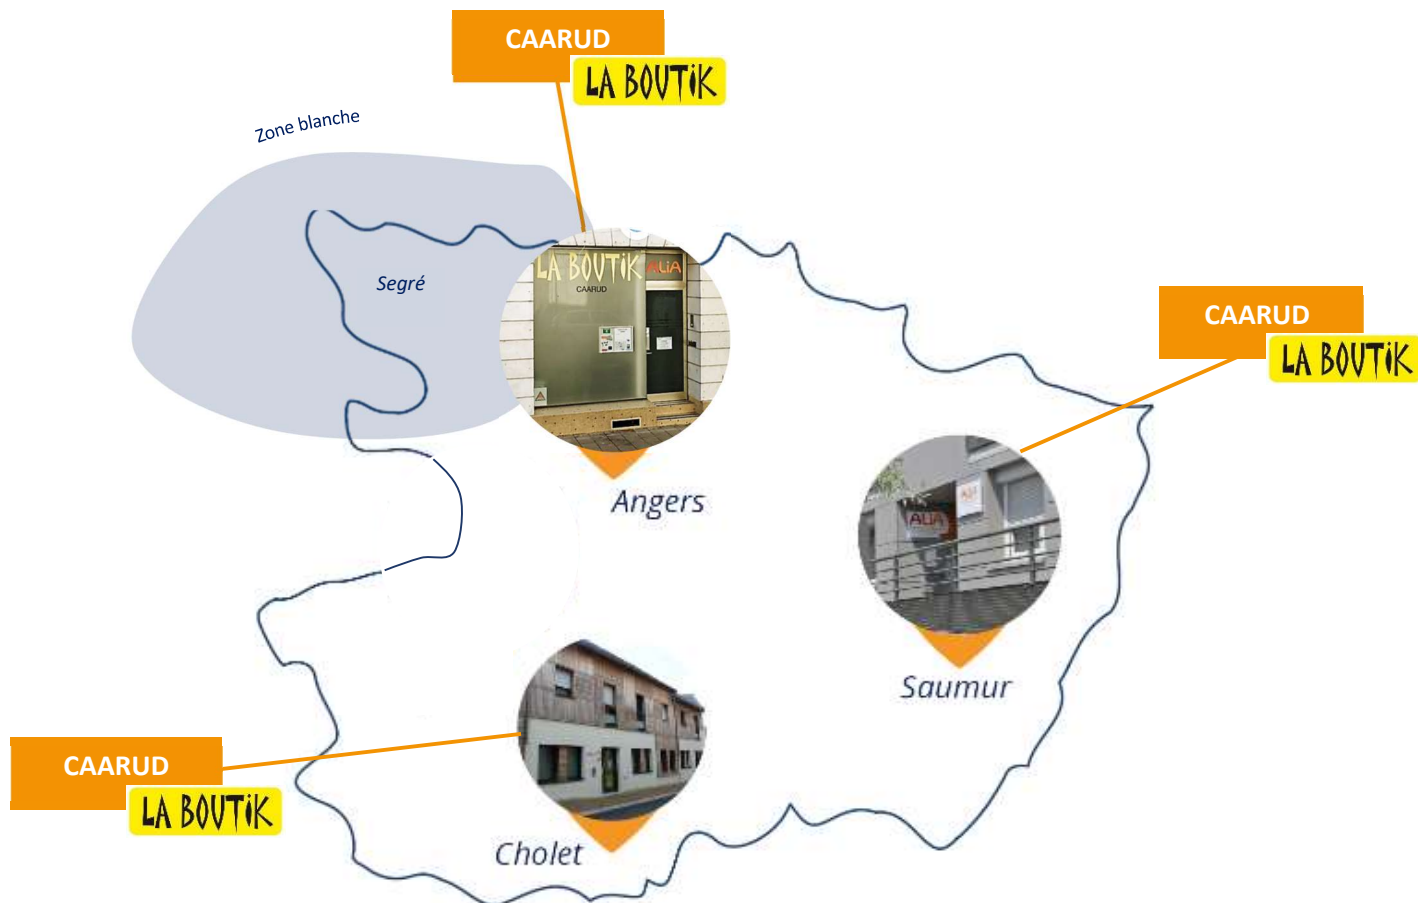 CAARUD
LA BOUTiK
Zone blanche
Segré
LA BOUTiK ALiA
CAARUD
Angers
CAARUD
LA BOUTiK
ALiA
ALiA
Saumur
CAARUD
LA BOUTiK
Cholet